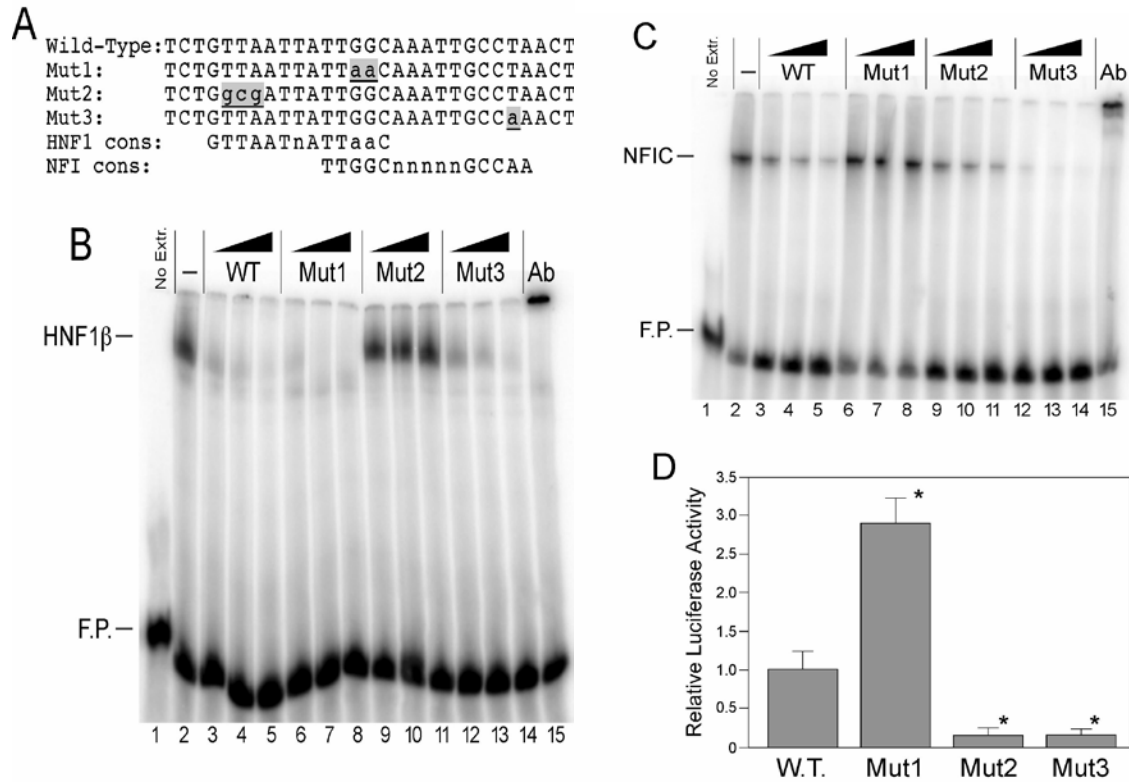 A
Wild-Type:TCTGTTAATTATTGGCAAATTGCCTAACT
Mut1: TCTGTTAATTATTaaCAAATTGCCTAACT
Mut2: TCTGgcgATTATTGGCAAATTGCCTAACT
Mut3: TCTGTTAATTATTGGCAAATTGCCaAACT
HNF1 cons: GTTAATnATTaaC
NFI cons: TTGGCnnnnnGCCAA
B
No Extr.
– WT Mut1 Mut2 Mut3 Ab
HNF1β
F.P.
1 2 3 4 5 6 7 8 9 10 11 12 13 14 15
C
No Extr.
– WT Mut1 Mut2 Mut3 Ab
NFIC
F.P.
1 2 3 4 5 6 7 8 9 10 11 12 13 14 15
D
Relative Luciferase Activity
3.5
3.0
2.5
2.0
1.5
1.0
0.5
0
*
*
*
W.T. Mut1 Mut2 Mut3